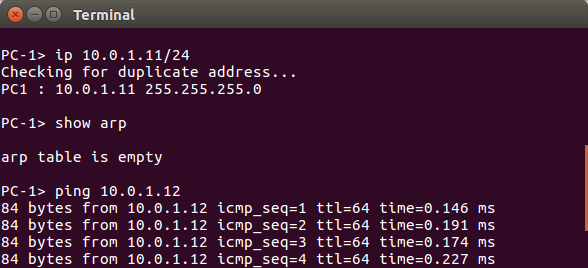 Terminal
PC-1> ip 10.0.1.11/24
Checking for duplicate address...
PC1 : 10.0.1.11 255.255.255.0
PC-1> show arp
arp table is empty
PC-1> ping 10.0.1.12
84 bytes from 10.0.1.12 icmp_seq=1 ttl=64 time=0.146 ms
84 bytes from 10.0.1.12 icmp_seq=2 ttl=64 time=0.191 ms
84 bytes from 10.0.1.12 icmp_seq=3 ttl=64 time=0.174 ms
84 bytes from 10.0.1.12 icmp_seq=4 ttl=64 time=0.227 ms